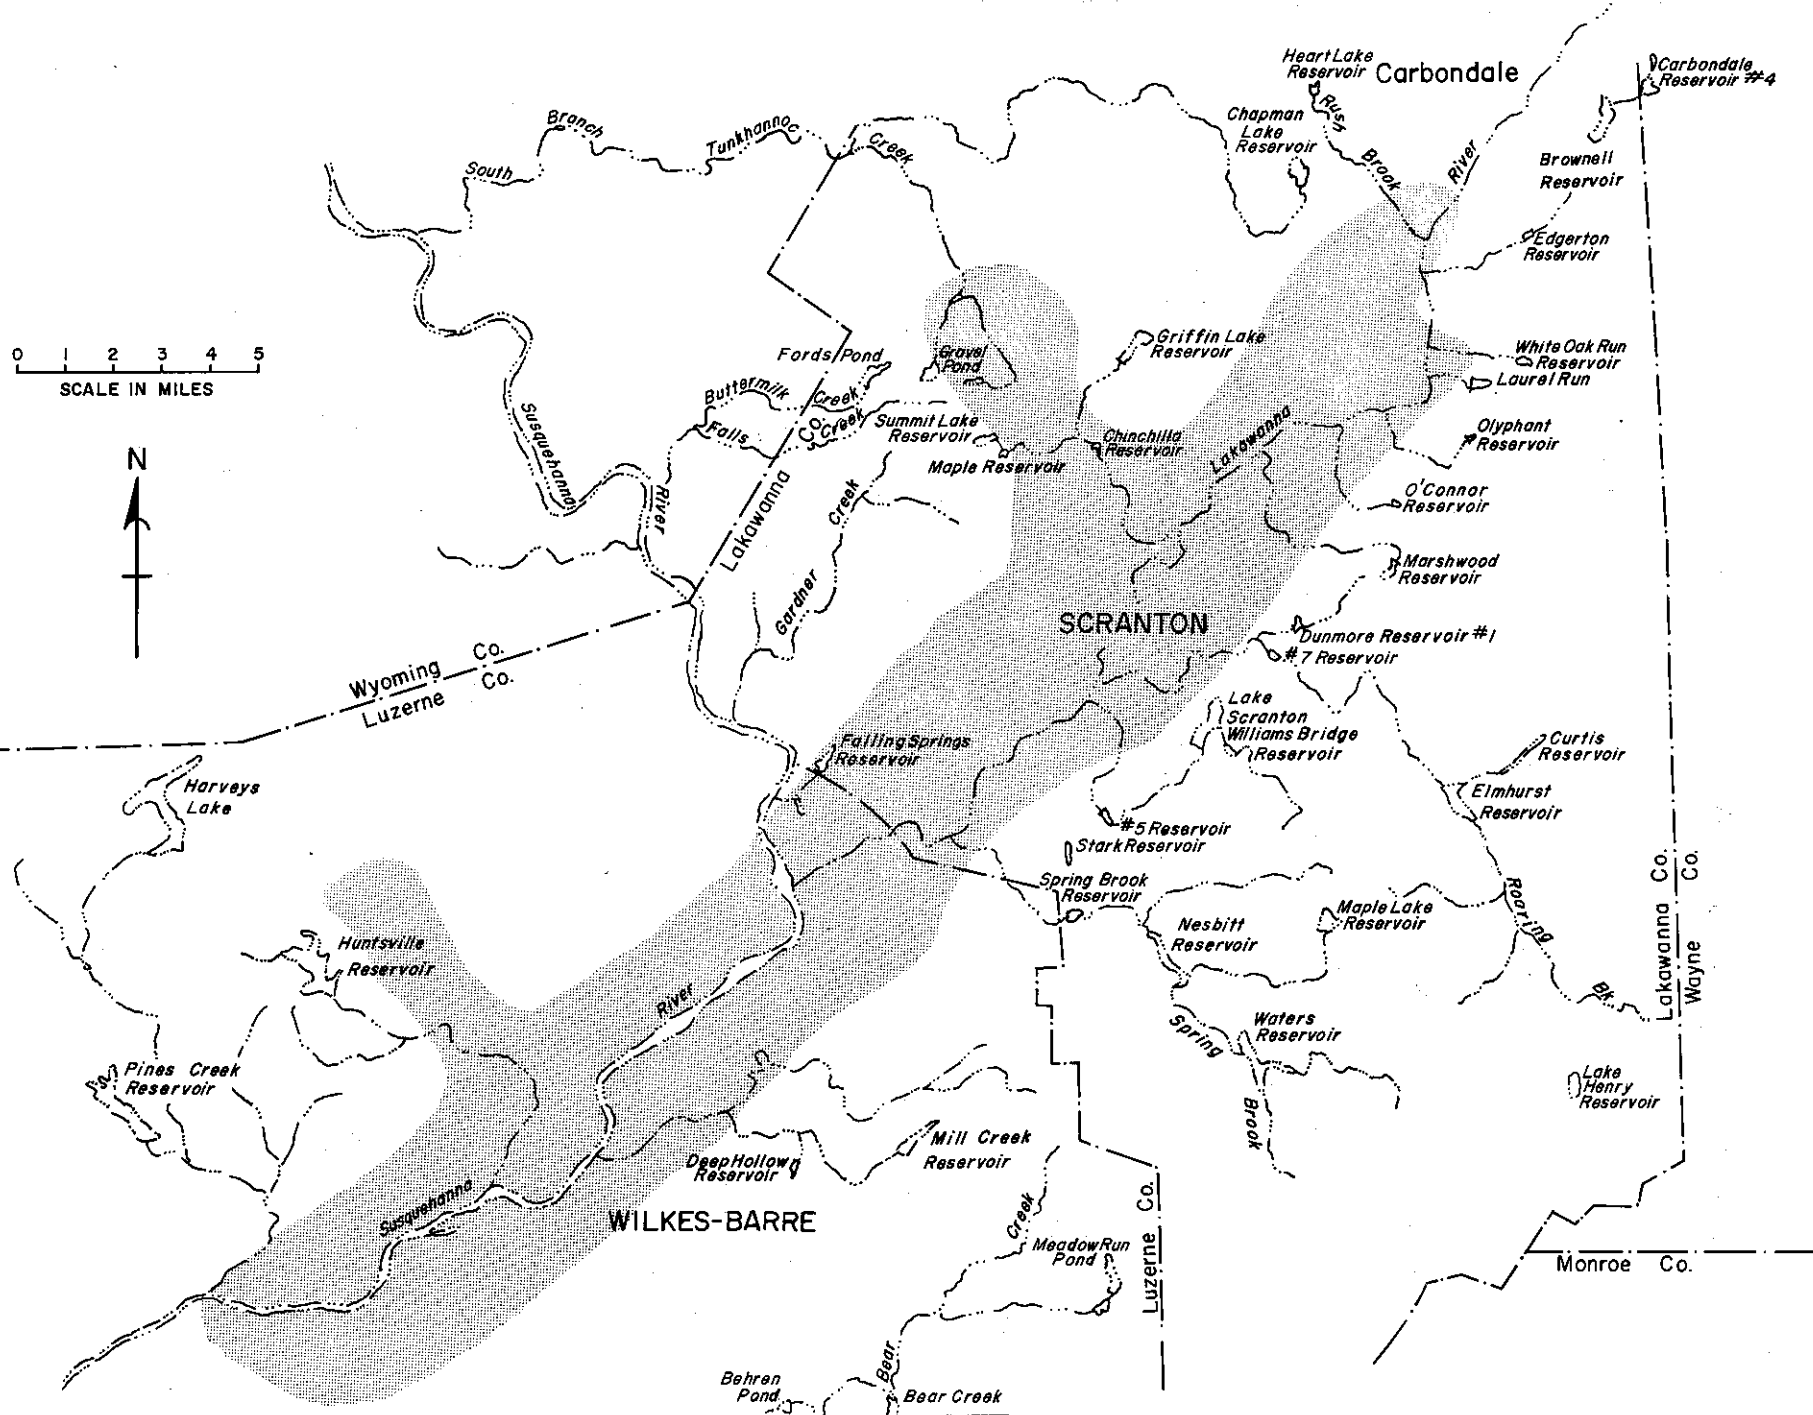 Heart Lake
Reservoir
Carbondale
Carbondale
Reservoir #4
Rush
Brook
River
Chapman
Lake
Reservoir
Brownell
Reservoir
South
Branch
Tunkhannoc
Creek
Edgerton
Reservoir
0 1 2 3 4 5
SCALE IN MILES
Fords Pond
Gravel
Pond
Griffin Lake
Reservoir
White Oak Run
Reservoir
Laurel Run
Buttermilk
Creek
Falls
Creek
Summit Lake
Reservoir
Maple Reservoir
Chinchilla
Reservoir
Lakawanna
Olyphant
Reservoir
Susquehanna
River
N
Lakawanna
Co.
Gardner
Creek
O'Connor
Reservoir
Marshwood
Reservoir
SCRANTON
Dunmore Reservoir #1
#7 Reservoir
Wyoming Co.
Luzerne Co.
Lake
Scranton
Williams Bridge
Reservoir
Falling Springs
Reservoir
Curtis
Reservoir
Elmhurst
Reservoir
Harveys
Lake
#5 Reservoir
Stark Reservoir
Spring Brook
Reservoir
Nesbitt
Reservoir
Maple Lake
Reservoir
Roaring
Bk.
Lakawanna Co.
Wayne Co.
Huntsville
Reservoir
River
Spring
Brook
Waters
Reservoir
Pines Creek
Reservoir
Lake
Henry
Reservoir
Mill Creek
Reservoir
Deep Hollow
Reservoir
Susquehanna
WILKES-BARRE
Creek
Meadow Run
Pond
Luzerne Co.
Monroe Co.
Bear
Behren
Pond
Bear Creek